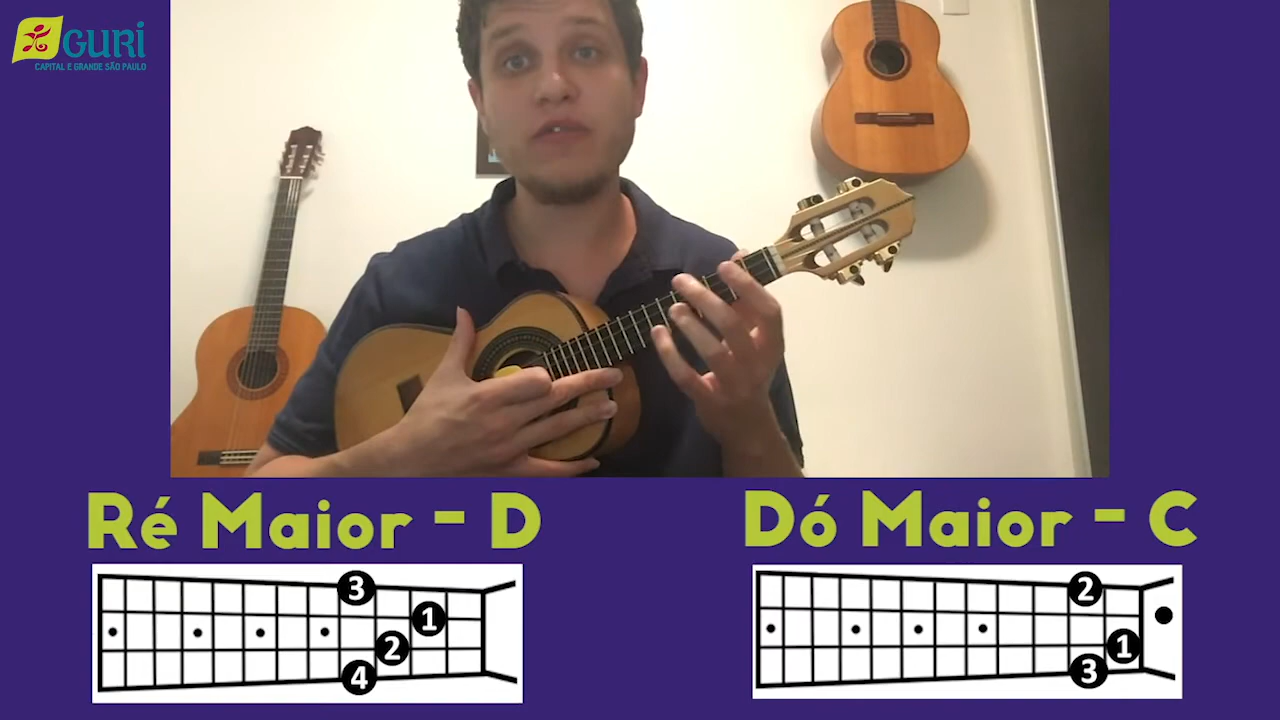 GURI
CAPITAL E GRANDE SÃO PAULO
Ré Maior - D
Dó Maior - C
3
1
2
4
2
1
3